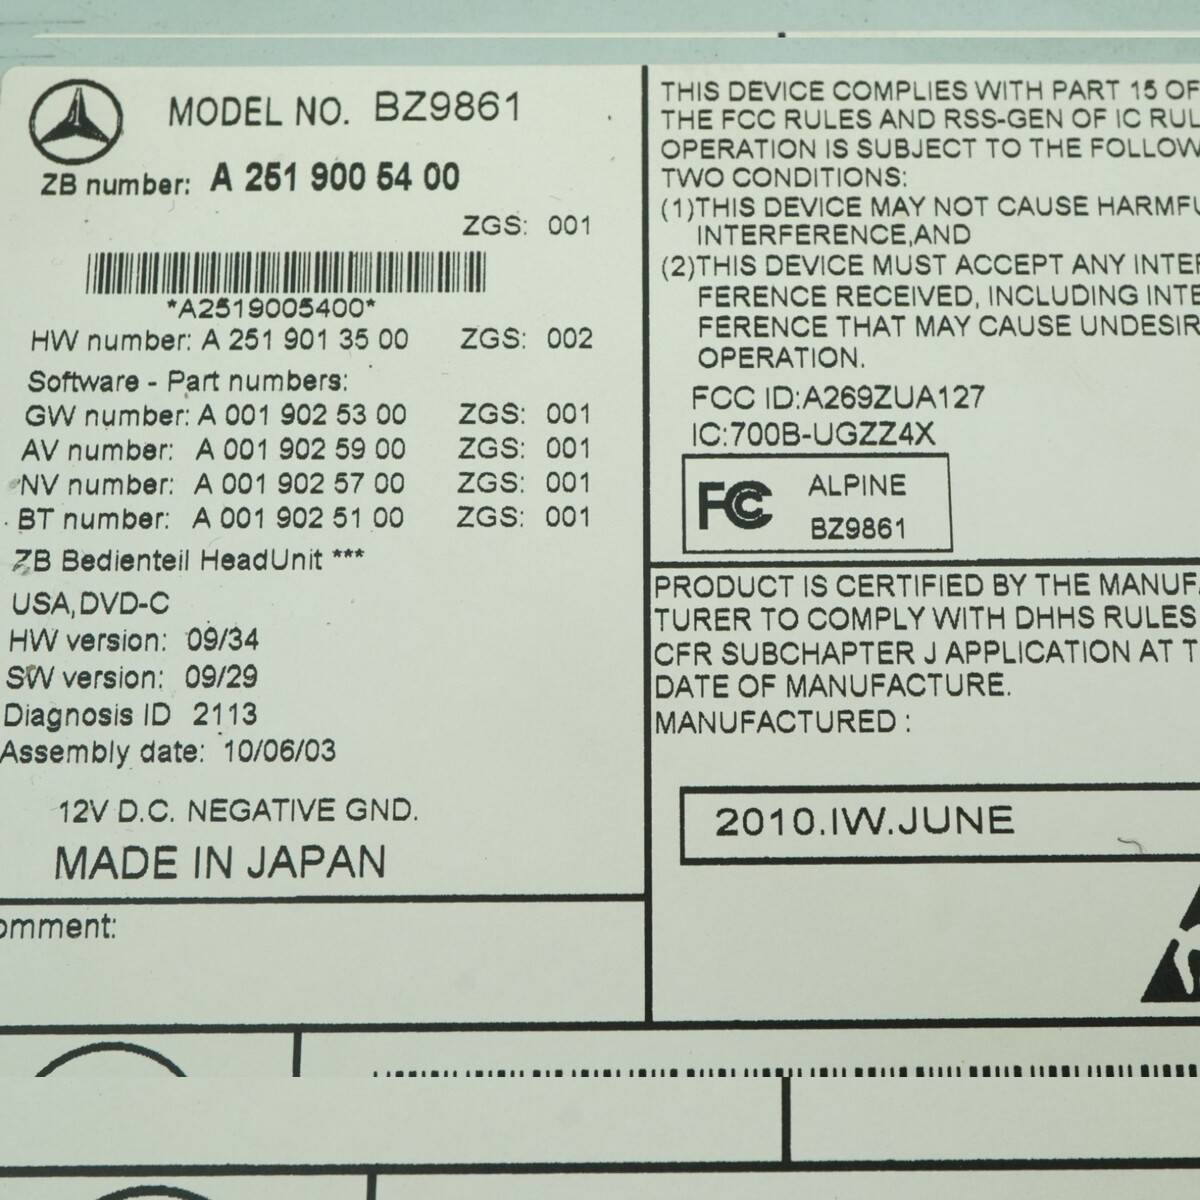 MODEL NO. BZ9861
ZB number: A 251 900 54 00
ZGS: 001
*A2519005400*
HW number: A 251 901 35 00 ZGS: 002
Software - Part numbers:
GW number: A 001 902 53 00 ZGS: 001
AV number: A 001 902 59 00 ZGS: 001
NV number: A 001 902 57 00 ZGS: 001
BT number: A 001 902 51 00 ZGS: 001
ZB Bedienteil HeadUnit ***
USA,DVD-C
HW version: 09/34
SW version: 09/29
Diagnosis ID 2113
Assembly date: 10/06/03
12V D.C. NEGATIVE GND.
MADE IN JAPAN
omment:
THIS DEVICE COMPLIES WITH PART 15 OF
THE FCC RULES AND RSS-GEN OF IC RUL
OPERATION IS SUBJECT TO THE FOLLOW
TWO CONDITIONS:
(1)THIS DEVICE MAY NOT CAUSE HARMFU
INTERFERENCE,AND
(2)THIS DEVICE MUST ACCEPT ANY INTER
FERENCE RECEIVED, INCLUDING INTE
FERENCE THAT MAY CAUSE UNDESIR
OPERATION.
FCC ID:A269ZUA127
IC:700B-UGZZ4X
FC ALPINE
BZ9861
PRODUCT IS CERTIFIED BY THE MANUFA
TURER TO COMPLY WITH DHHS RULES
CFR SUBCHAPTER J APPLICATION AT T
DATE OF MANUFACTURE.
MANUFACTURED :
2010.IW.JUNE